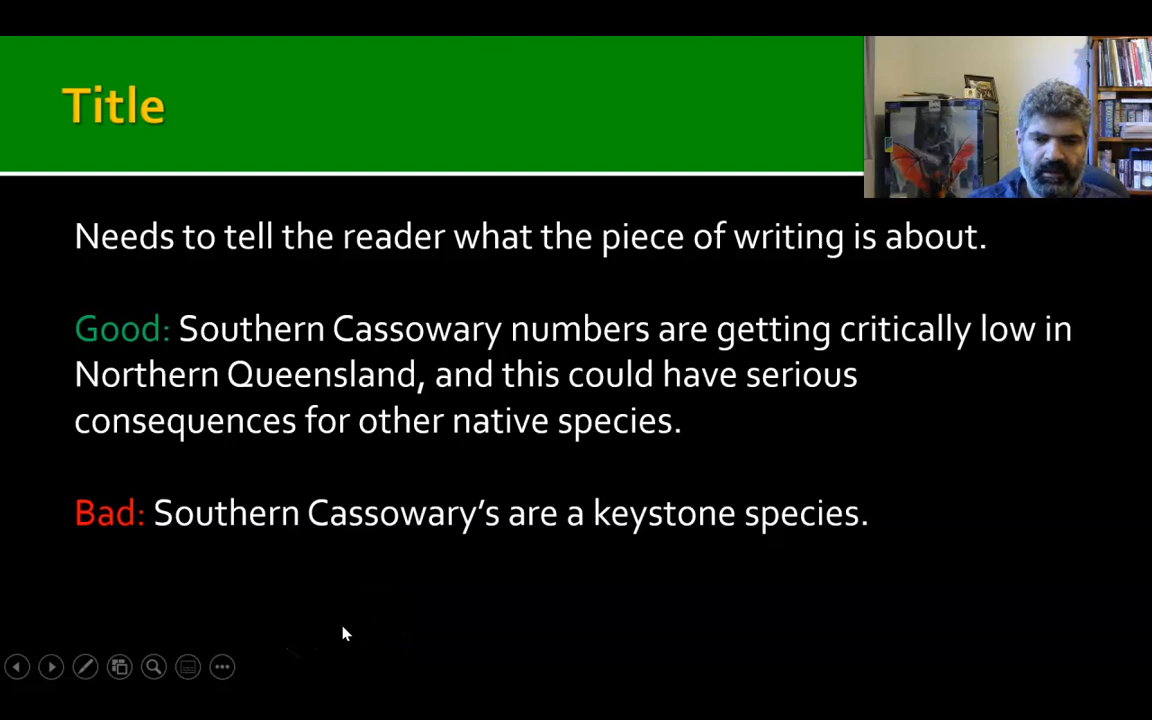 Title
Needs to tell the reader what the piece of writing is about.
Good: Southern Cassowary numbers are getting critically low in
Northern Queensland, and this could have serious
consequences for other native species.
Bad: Southern Cassowary's are a keystone species.